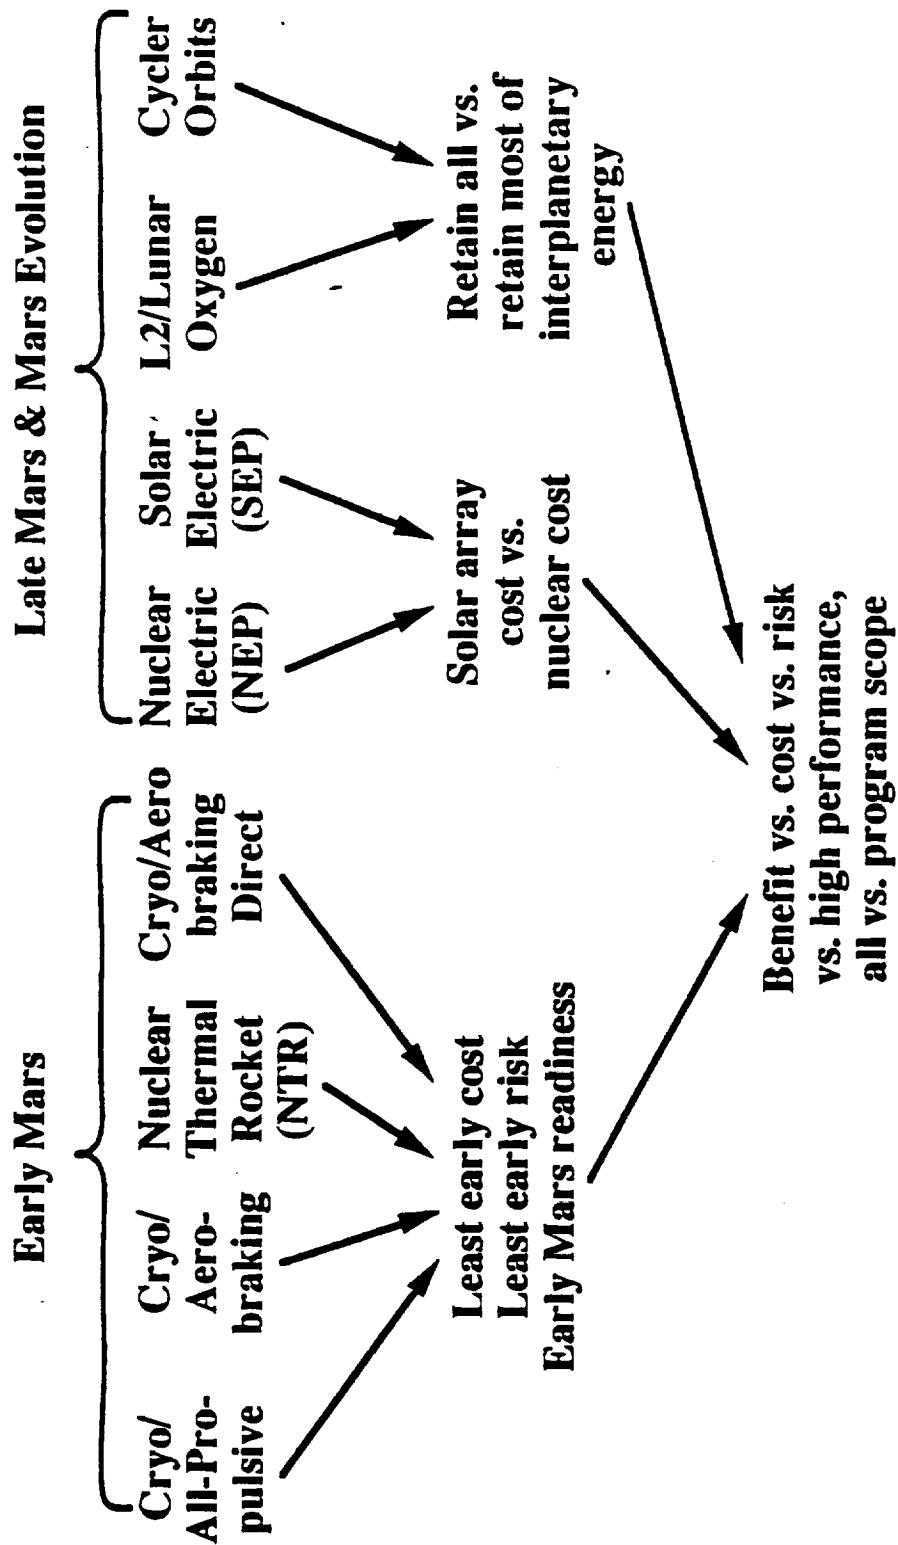 Early Mars
Cryo/
All-Pro-
pulsive
Cryo/
Aero-
braking
Nuclear
Thermal
Rocket
(NTR)
Cryo/Aero
braking
Direct
Least early cost
Least early risk
Early Mars readiness
Late Mars & Mars Evolution
Nuclear
Electric
(NEP)
Solar
Electric
(SEP)
L2/Lunar
Oxygen
Cycler
Orbits
Solar array
cost vs.
nuclear cost
Retain all vs.
retain most of
interplanetary
energy
Benefit vs. cost vs. risk
vs. high performance,
all vs. program scope